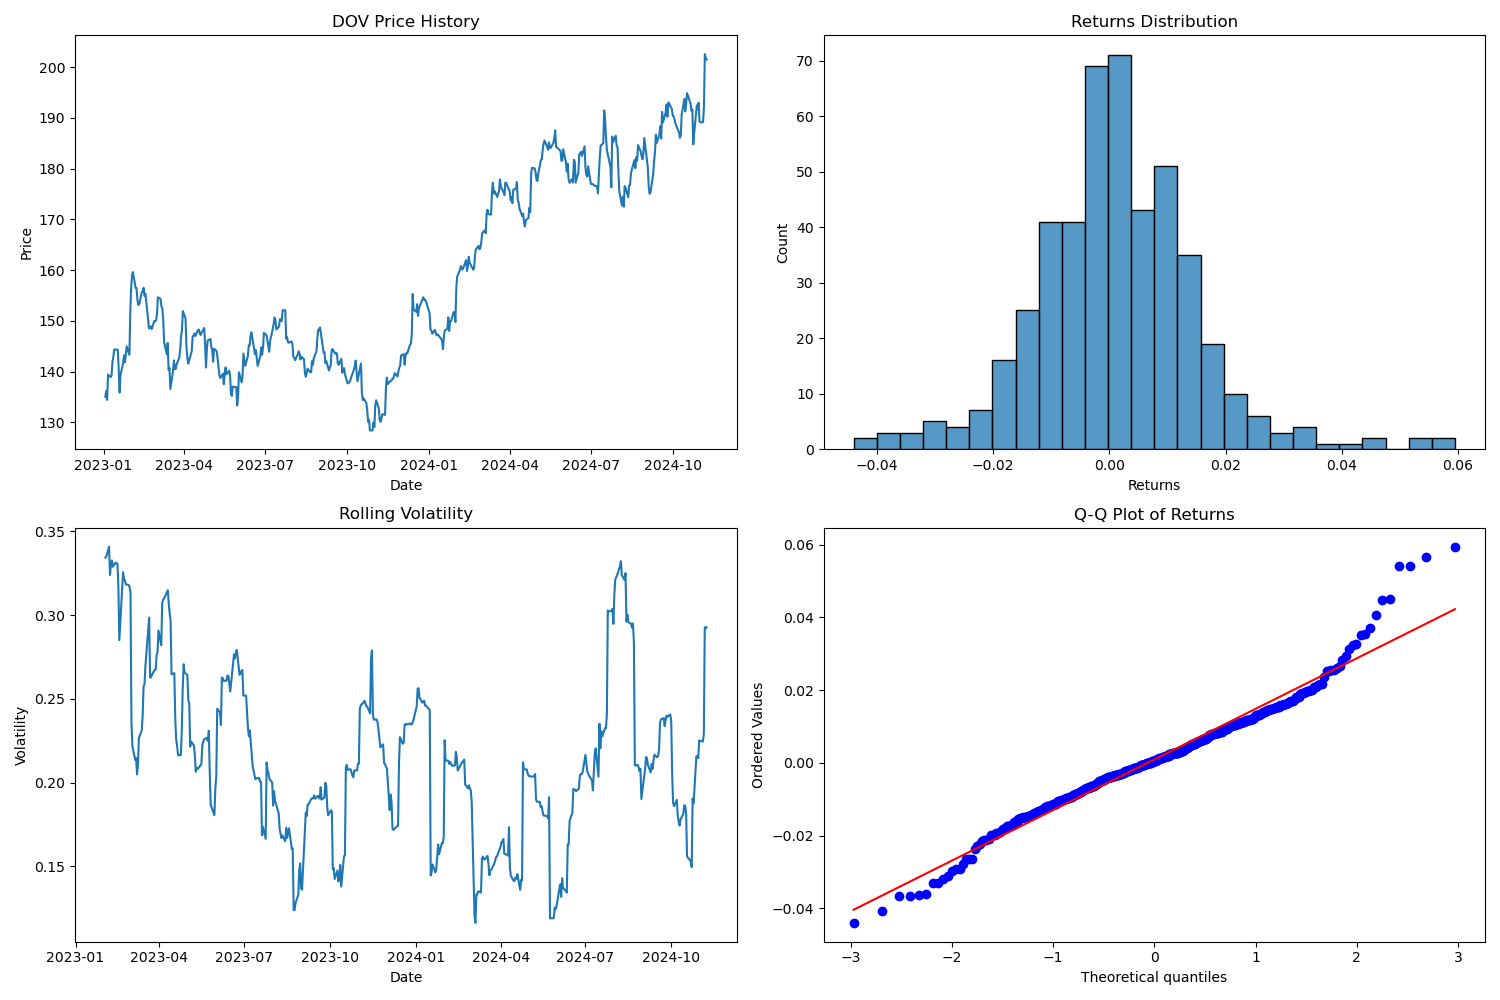 DOV Price History
Price
200
190
180
170
160
150
140
130
2023-01 2023-04 2023-07 2023-10 2024-01 2024-04 2024-07 2024-10
Date
Returns Distribution
Count
70
60
50
40
30
20
10
0
−0.04 −0.02 0.00 0.02 0.04 0.06
Returns
Rolling Volatility
Volatility
0.35
0.30
0.25
0.20
0.15
2023-01 2023-04 2023-07 2023-10 2024-01 2024-04 2024-07 2024-10
Date
Q-Q Plot of Returns
Ordered Values
0.06
0.04
0.02
0.00
−0.02
−0.04
−3 −2 −1 0 1 2 3
Theoretical quantiles